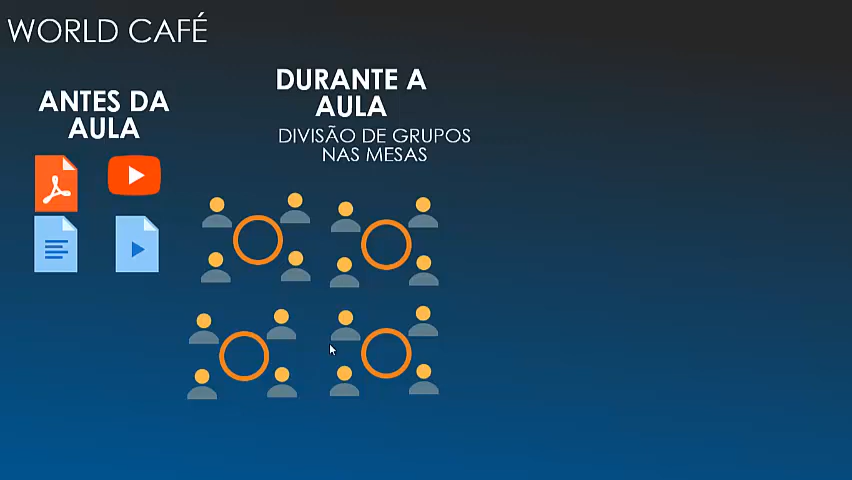 WORLD CAFÉ
ANTES DA
AULA
DURANTE A
AULA
DIVISÃO DE GRUPOS
NAS MESAS